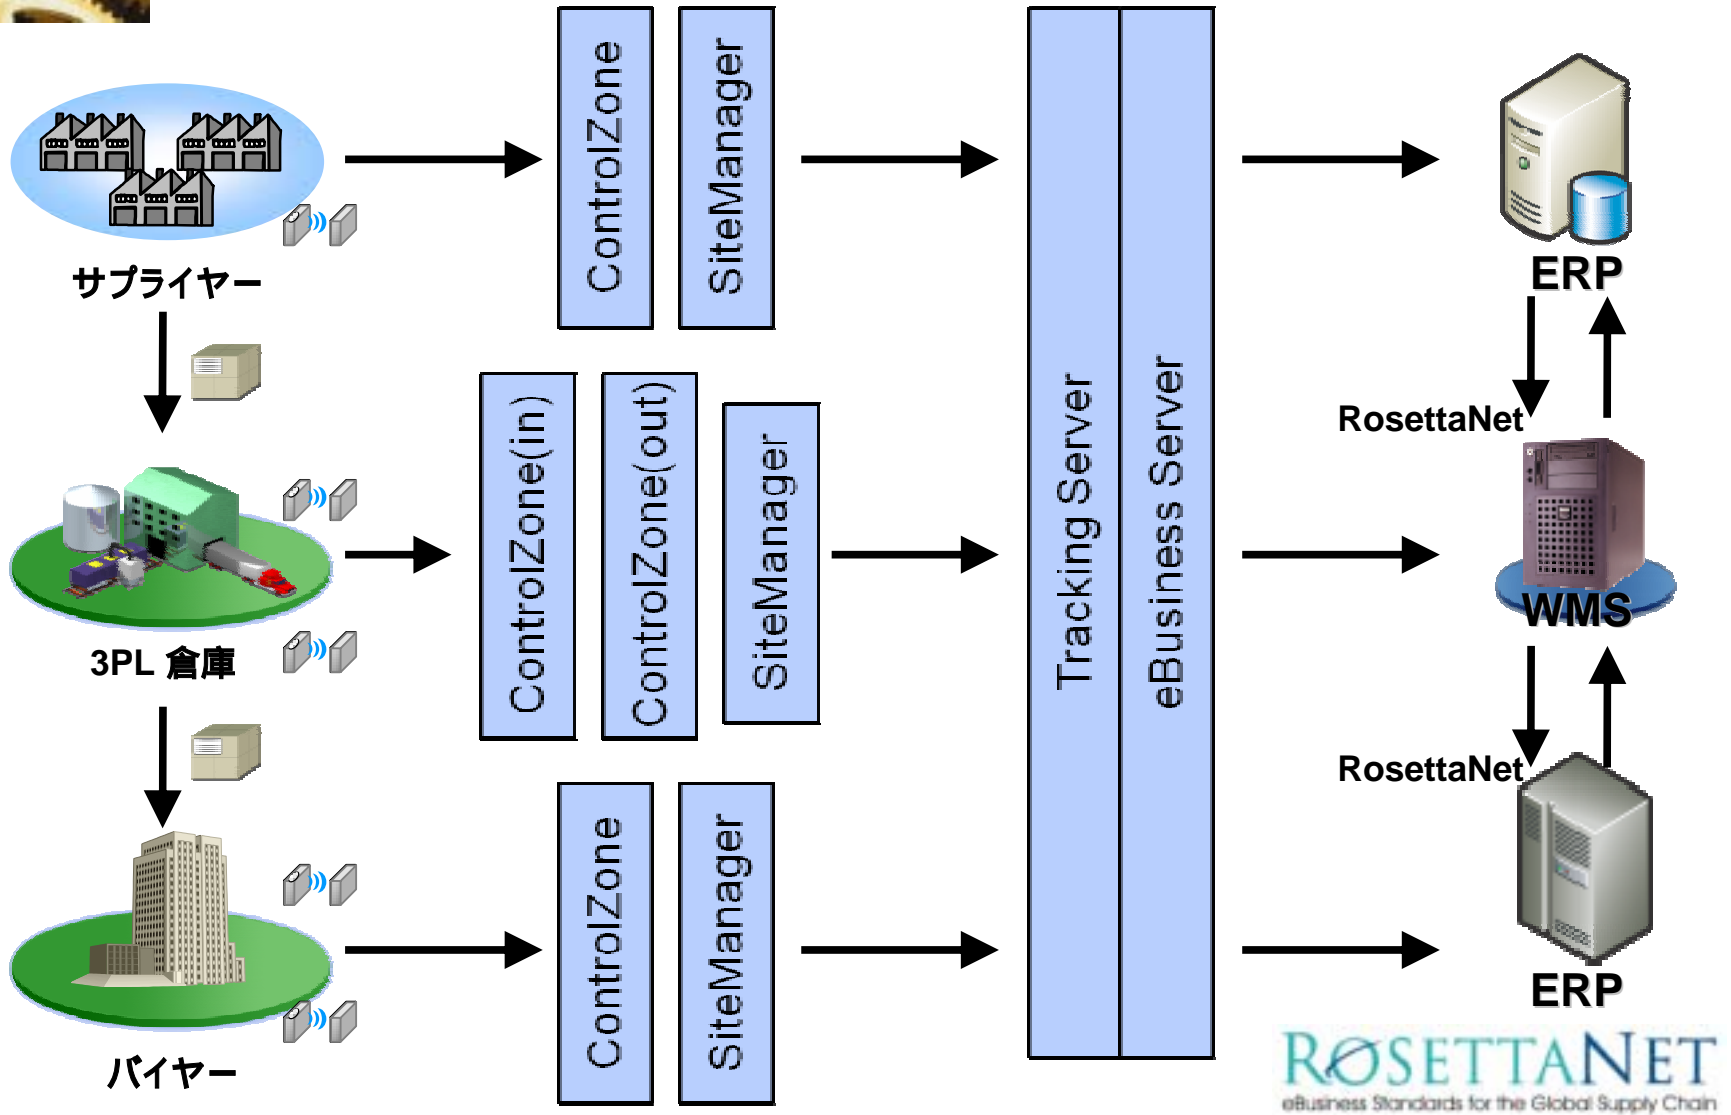 サプライヤー
ControlZone
SiteManager
ERP
RosettaNet
3PL 倉庫
ControlZone(in)
ControlZone(out)
SiteManager
Tracking Server
eBusiness Server
WMS
RosettaNet
バイヤー
ControlZone
SiteManager
ERP
ROSETTANET
eBusiness Standards for the Global Supply Chain